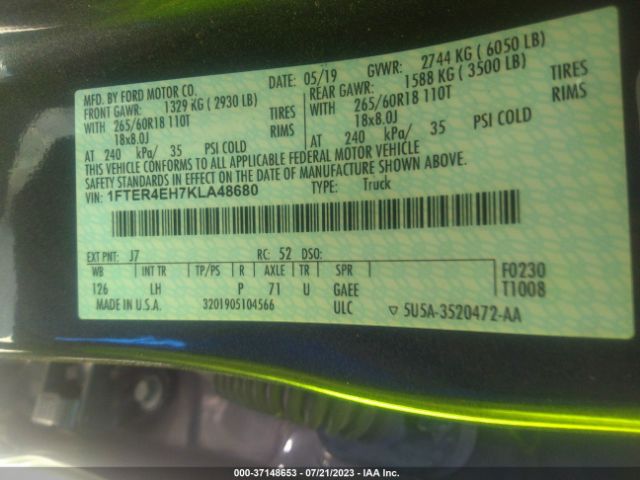 MFD. BY FORD MOTOR CO. DATE: 05/19 GVWR: 2744 KG ( 6050 LB)
FRONT GAWR: 1329 KG ( 2930 LB) REAR GAWR: 1588 KG ( 3500 LB)
WITH 265/60R18 110T TIRES 265/60R18 110T TIRES
18x8.0J RIMS WITH 18x8.0J RIMS
AT 240 kPa/ 35 PSI COLD AT 240 kPa/ 35 PSI COLD
THIS VEHICLE CONFORMS TO ALL APPLICABLE FEDERAL MOTOR VEHICLE
SAFETY STANDARDS IN EFFECT ON THE DATE OF MANUFACTURE SHOWN ABOVE.
VIN: 1FTER4EH7KLA48680 TYPE: Truck
EXT PNT: J7 RC: 52 DSO:
WB INT TR TP/PS R AXLE TR SPR F0230
126 LH P 71 U GAEE T1008
MADE IN U.S.A. 3201905104566 ULC ▽ 5U5A-3520472-AA
000-37148653 / 07/21/2023 - IAA Inc.